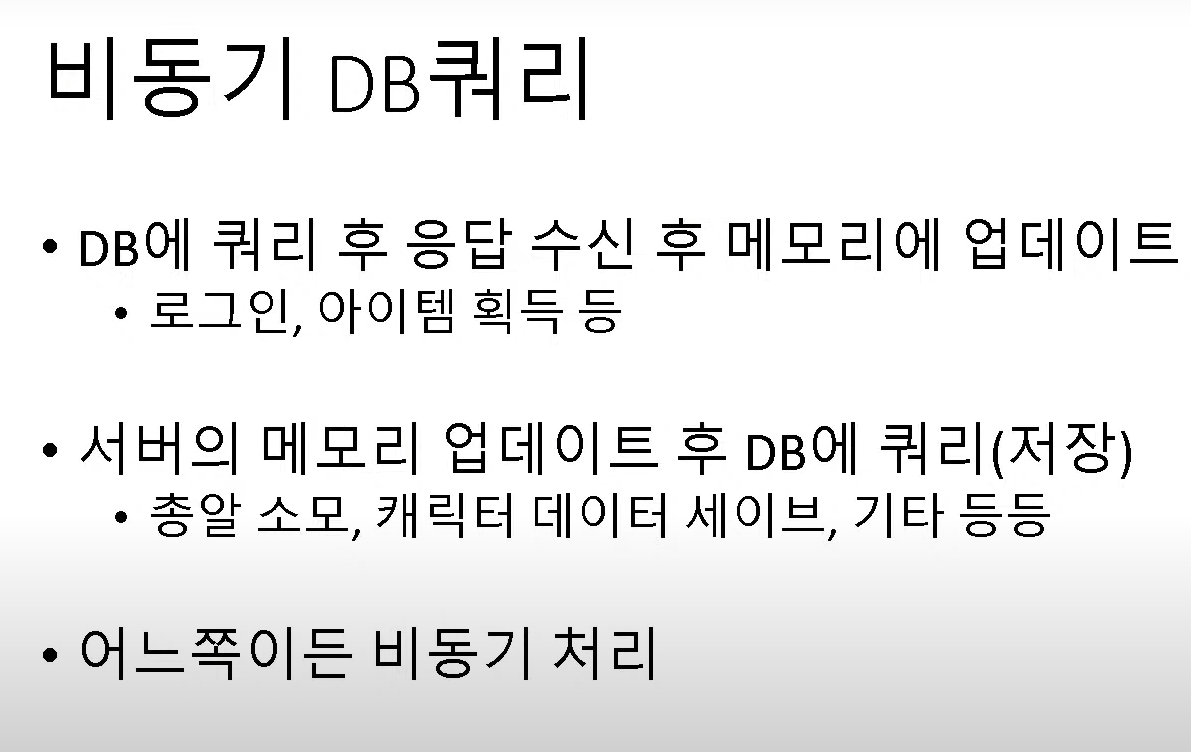 비동기 DB쿼리
• DB에 쿼리 후 응답 수신 후 메모리에 업데이트
• 로그인, 아이템 획득 등
• 서버의 메모리 업데이트 후 DB에 쿼리(저장)
• 총알 소모, 캐릭터 데이터 세이브, 기타 등등
• 어느쪽이든 비동기 처리